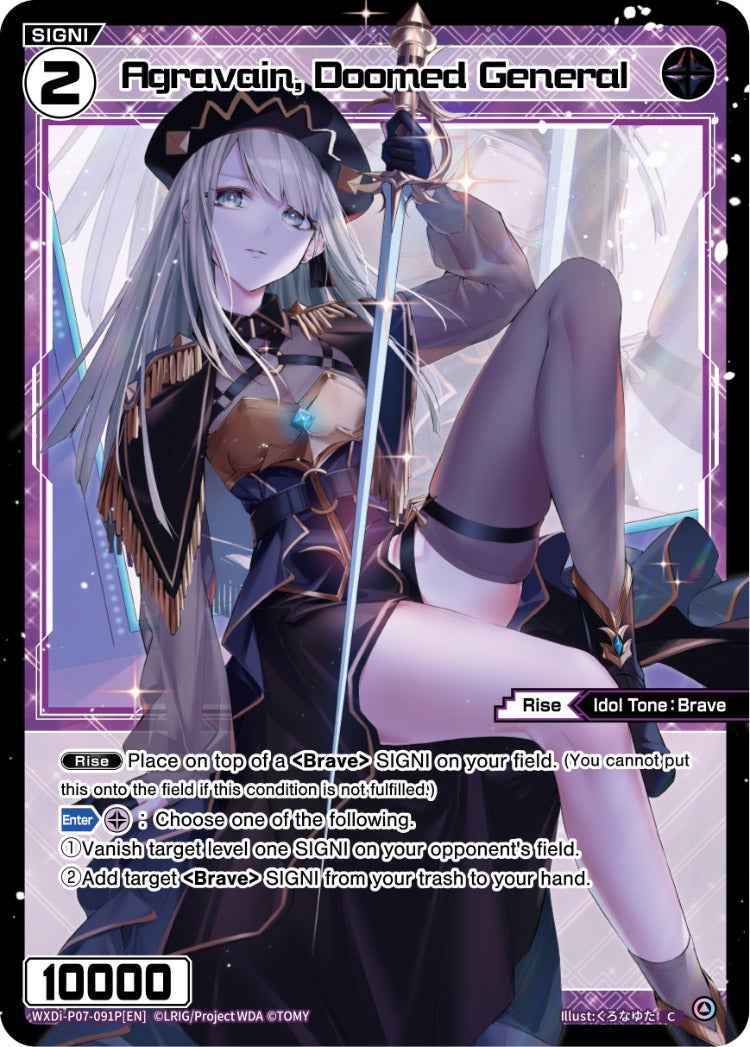 SIGNI
2
Agravain, Doomed General
Rise Idol Tone:Brave
Rise Place on top of a <Brave> SIGNI on your field. (You cannot put
this onto the field if this condition is not fulfilled.)
Enter : Choose one of the following.
①Vanish target level one SIGNI on your opponent's field.
②Add target <Brave> SIGNI from your trash to your hand.
10000
WXDi-P07-091P[EN] ©LRIG/Project WDA ©TOMY
Illust:くろなゆた C